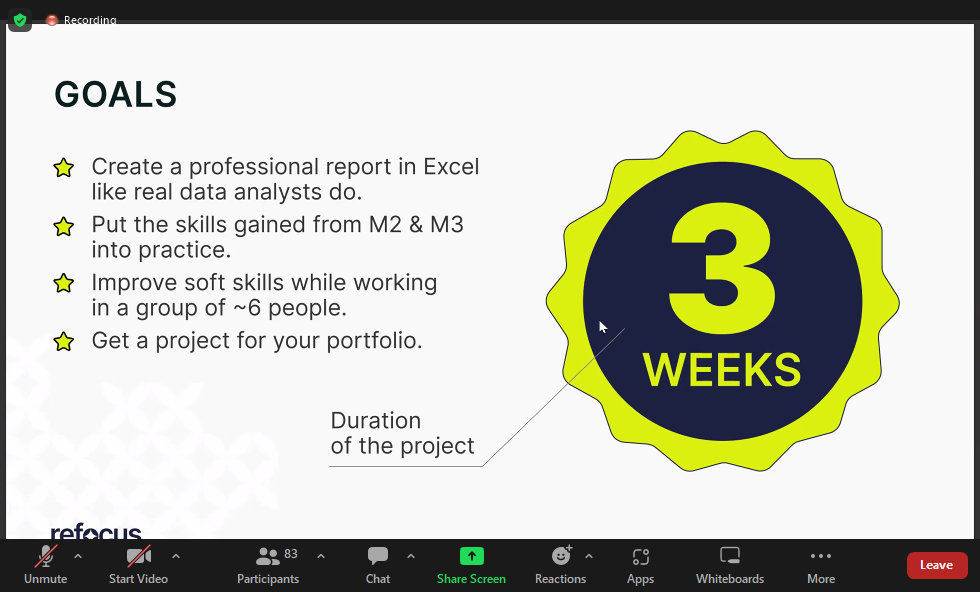 Recording
GOALS
Create a professional report in Excel
like real data analysts do.
Put the skills gained from M2 & M3
into practice.
Improve soft skills while working
in a group of ~6 people.
Get a project for your portfolio.
3
WEEKS
Duration
of the project
refocus
83
Unmute
Start Video
Participants
Chat
Share Screen
Reactions
Apps
Whiteboards
More
Leave